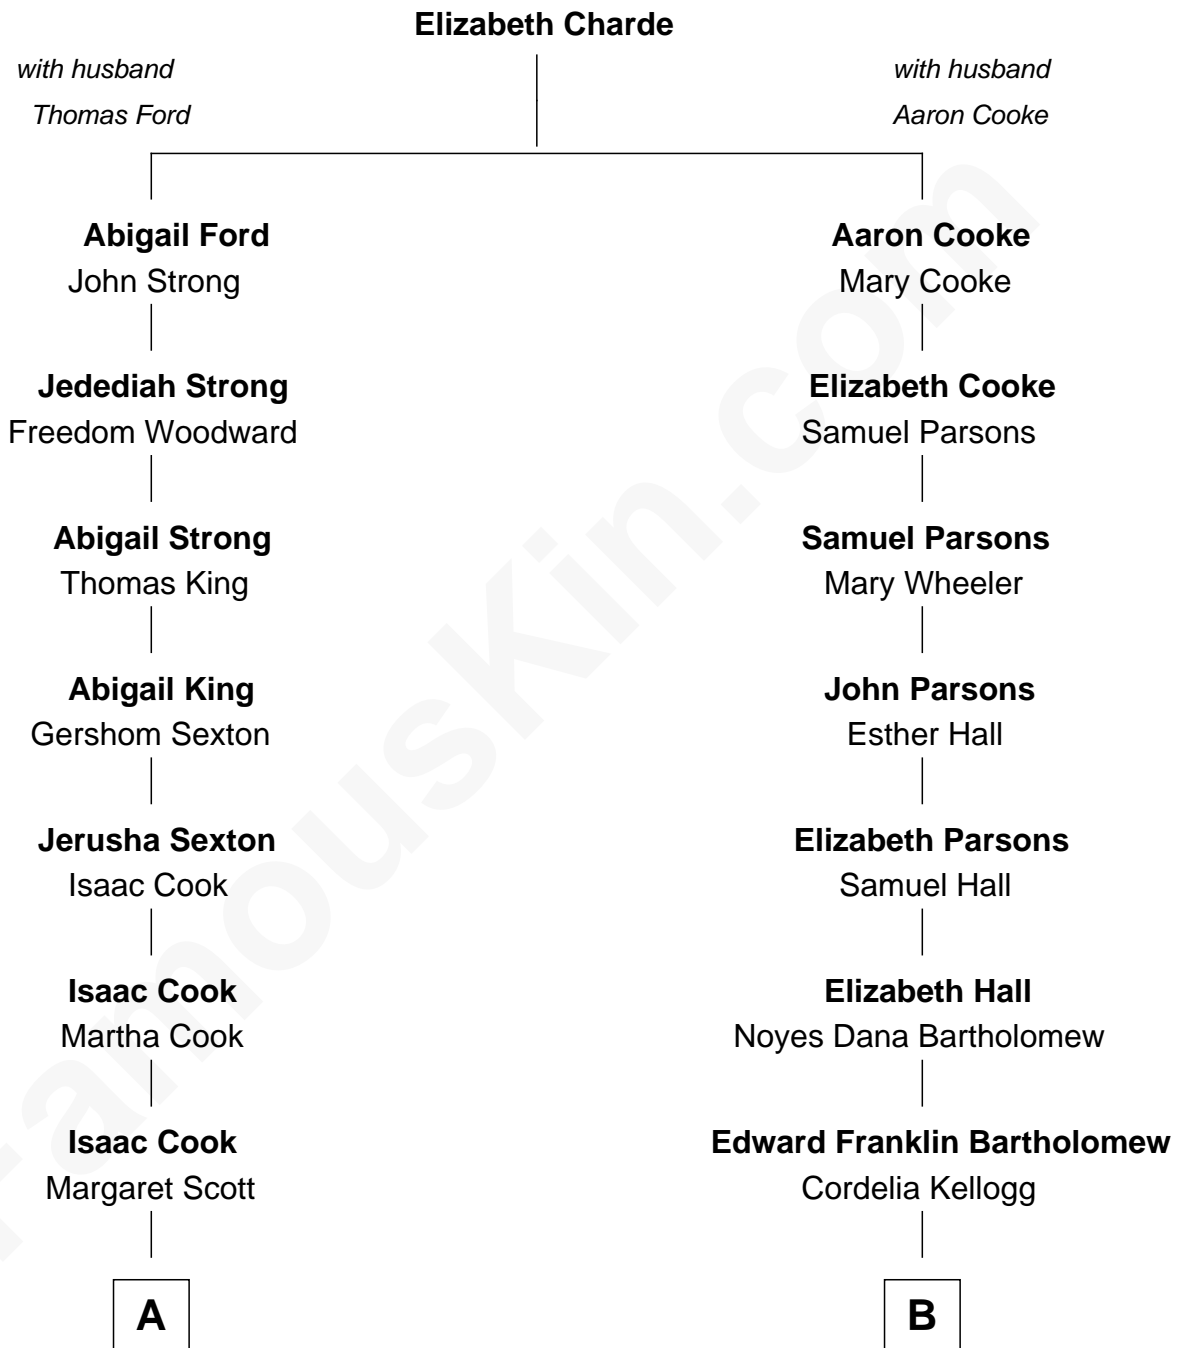 Elizabeth Charde
with husband
Thomas Ford
with husband
Aaron Cooke
Abigail Ford
John Strong
Aaron Cooke
Mary Cooke
Jedediah Strong
Freedom Woodward
Elizabeth Cooke
Samuel Parsons
Abigail Strong
Thomas King
Samuel Parsons
Mary Wheeler
Abigail King
Gershom Sexton
John Parsons
Esther Hall
Jerusha Sexton
Isaac Cook
Elizabeth Parsons
Samuel Hall
Isaac Cook
Martha Cook
Elizabeth Hall
Noyes Dana Bartholomew
Isaac Cook
Margaret Scott
Edward Franklin Bartholomew
Cordelia Kellogg
A
B
FamousKin.com